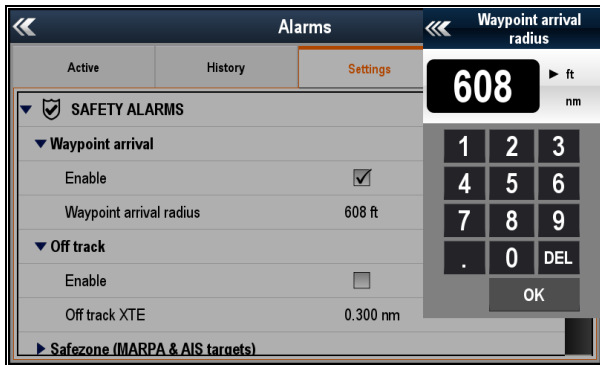 Alarms
Active History Settings
SAFETY ALARMS
Waypoint arrival
Enable
Waypoint arrival radius 608 ft
Off track
Enable
Off track XTE 0.300 nm
Safezone (MARPA & AIS targets)
Waypoint arrival
radius
608 ft
nm
1 2 3
4 5 6
7 8 9
. 0 DEL
OK